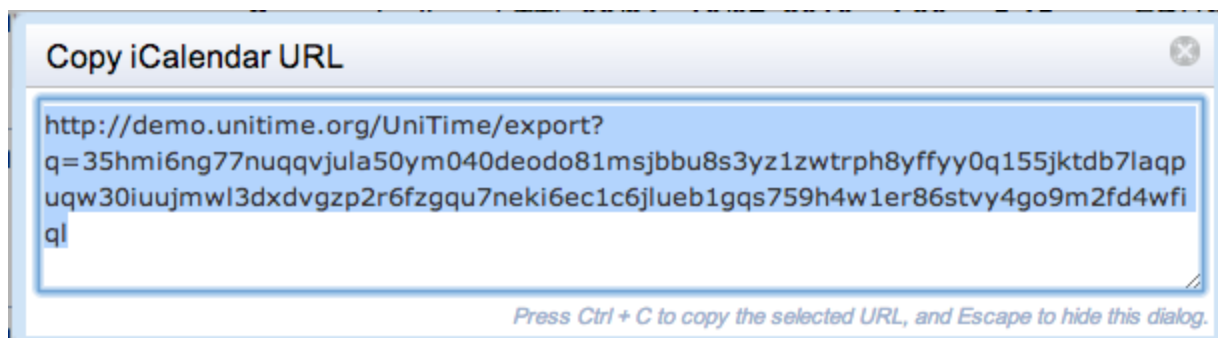 Copy iCalendar URL
http://demo.unitime.org/UniTime/export?
q=35hmi6ng77nuqqvjula50ym040deodo81msjbbu8s3yz1zwtrph8yffyy0q155jktdb7laqp
uqw30iuujmwl3dxdvgzp2r6fzgqu7neki6ec1c6jlueb1gqs759h4w1er86stvy4go9m2fd4wfi
ql
Press Ctrl + C to copy the selected URL, and Escape to hide this dialog.